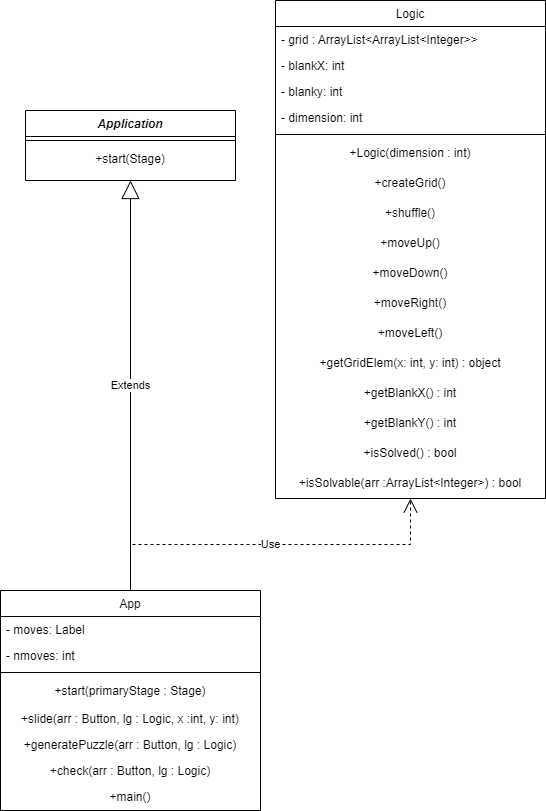 Logic
- grid : ArrayList<ArrayList<Integer>>
- blankX: int
- blanky: int
- dimension: int
+Logic(dimension : int)
+createGrid()
+shuffle()
+moveUp()
+moveDown()
+moveRight()
+moveLeft()
+getGridElem(x: int, y: int) : object
+getBlankX() : int
+getBlankY() : int
+isSolved() : bool
+isSolvable(arr :ArrayList<Integer>) : bool
Application
+start(Stage)
Extends
Use
App
- moves: Label
- nmoves: int
+start(primaryStage : Stage)
+slide(arr : Button, lg : Logic, x :int, y: int)
+generatePuzzle(arr : Button, lg : Logic)
+check(arr : Button, lg : Logic)
+main()